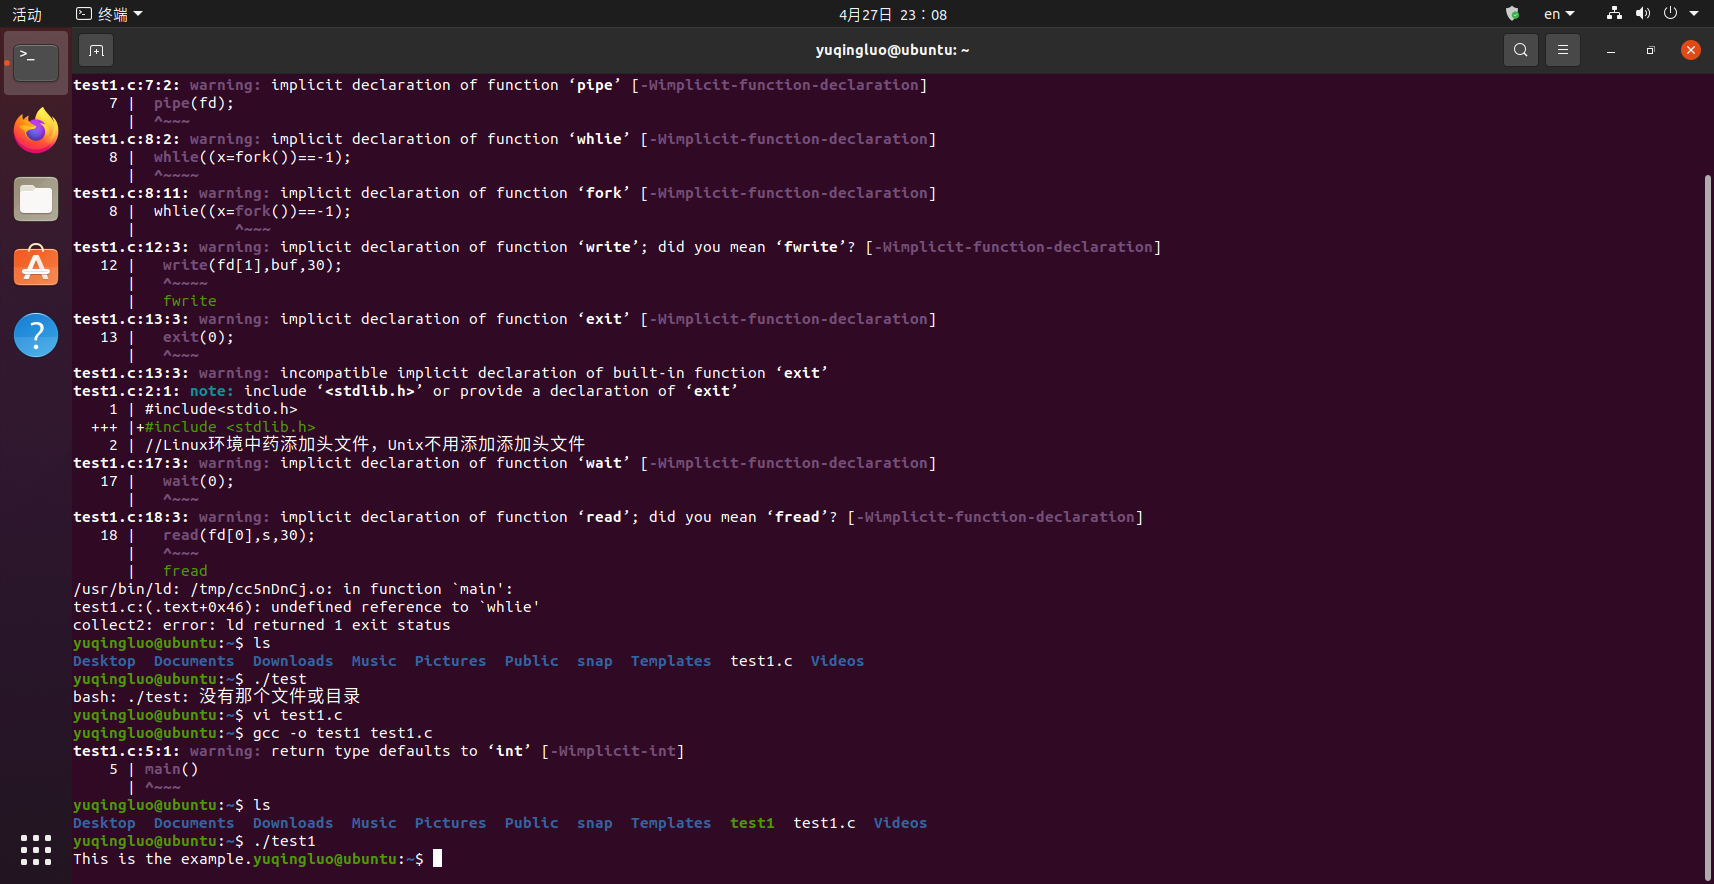 活动 终端 4月27日 23：08 en
yuqingluo@ubuntu: ~
test1.c:7:2: warning: implicit declaration of function ‘pipe’ [-Wimplicit-function-declaration]
7 | pipe(fd);
| ^~~~
test1.c:8:2: warning: implicit declaration of function ‘whlie’ [-Wimplicit-function-declaration]
8 | whlie((x=fork())==-1);
| ^~~~~
test1.c:8:11: warning: implicit declaration of function ‘fork’ [-Wimplicit-function-declaration]
8 | whlie((x=fork())==-1);
| ^~~~
test1.c:12:3: warning: implicit declaration of function ‘write’; did you mean ‘fwrite’? [-Wimplicit-function-declaration]
12 | write(fd[1],buf,30);
| ^~~~~
| fwrite
test1.c:13:3: warning: implicit declaration of function ‘exit’ [-Wimplicit-function-declaration]
13 | exit(0);
| ^~~~
test1.c:13:3: warning: incompatible implicit declaration of built-in function ‘exit’
test1.c:2:1: note: include ‘<stdlib.h>’ or provide a declaration of ‘exit’
1 | #include<stdio.h>
+++ |+#include <stdlib.h>
2 | //Linux环境中药添加头文件，Unix不用添加添加头文件
test1.c:17:3: warning: implicit declaration of function ‘wait’ [-Wimplicit-function-declaration]
17 | wait(0);
| ^~~~
test1.c:18:3: warning: implicit declaration of function ‘read’; did you mean ‘fread’? [-Wimplicit-function-declaration]
18 | read(fd[0],s,30);
| ^~~~
| fread
/usr/bin/ld: /tmp/cc5nDnCj.o: in function `main':
test1.c:(.text+0x46): undefined reference to `whlie'
collect2: error: ld returned 1 exit status
yuqingluo@ubuntu:~$ ls
Desktop Documents Downloads Music Pictures Public snap Templates test1.c Videos
yuqingluo@ubuntu:~$ ./test
bash: ./test: 没有那个文件或目录
yuqingluo@ubuntu:~$ vi test1.c
yuqingluo@ubuntu:~$ gcc -o test1 test1.c
test1.c:5:1: warning: return type defaults to ‘int’ [-Wimplicit-int]
5 | main()
| ^~~~
yuqingluo@ubuntu:~$ ls
Desktop Documents Downloads Music Pictures Public snap Templates test1 test1.c Videos
yuqingluo@ubuntu:~$ ./test1
This is the example.yuqingluo@ubuntu:~$